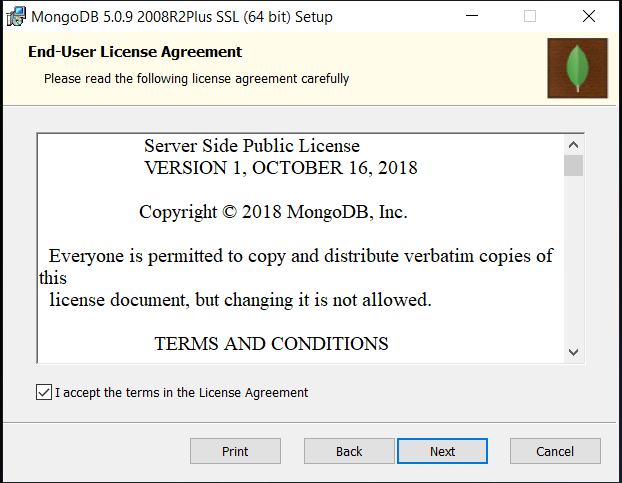 MongoDB 5.0.9 2008R2Plus SSL (64 bit) Setup
End-User License Agreement
Please read the following license agreement carefully
Server Side Public License
VERSION 1, OCTOBER 16, 2018
Copyright © 2018 MongoDB, Inc.
Everyone is permitted to copy and distribute verbatim copies of
this
license document, but changing it is not allowed.
TERMS AND CONDITIONS
I accept the terms in the License Agreement
Print Back Next Cancel